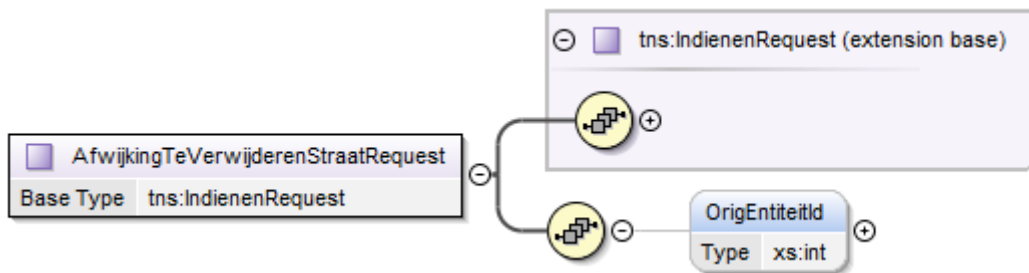 tns:IndienenRequest (extension base)
AfwijkingTeVerwijderenStraatRequest
Base Type tns:IndienenRequest
OrigEntiteitId
Type xs:int